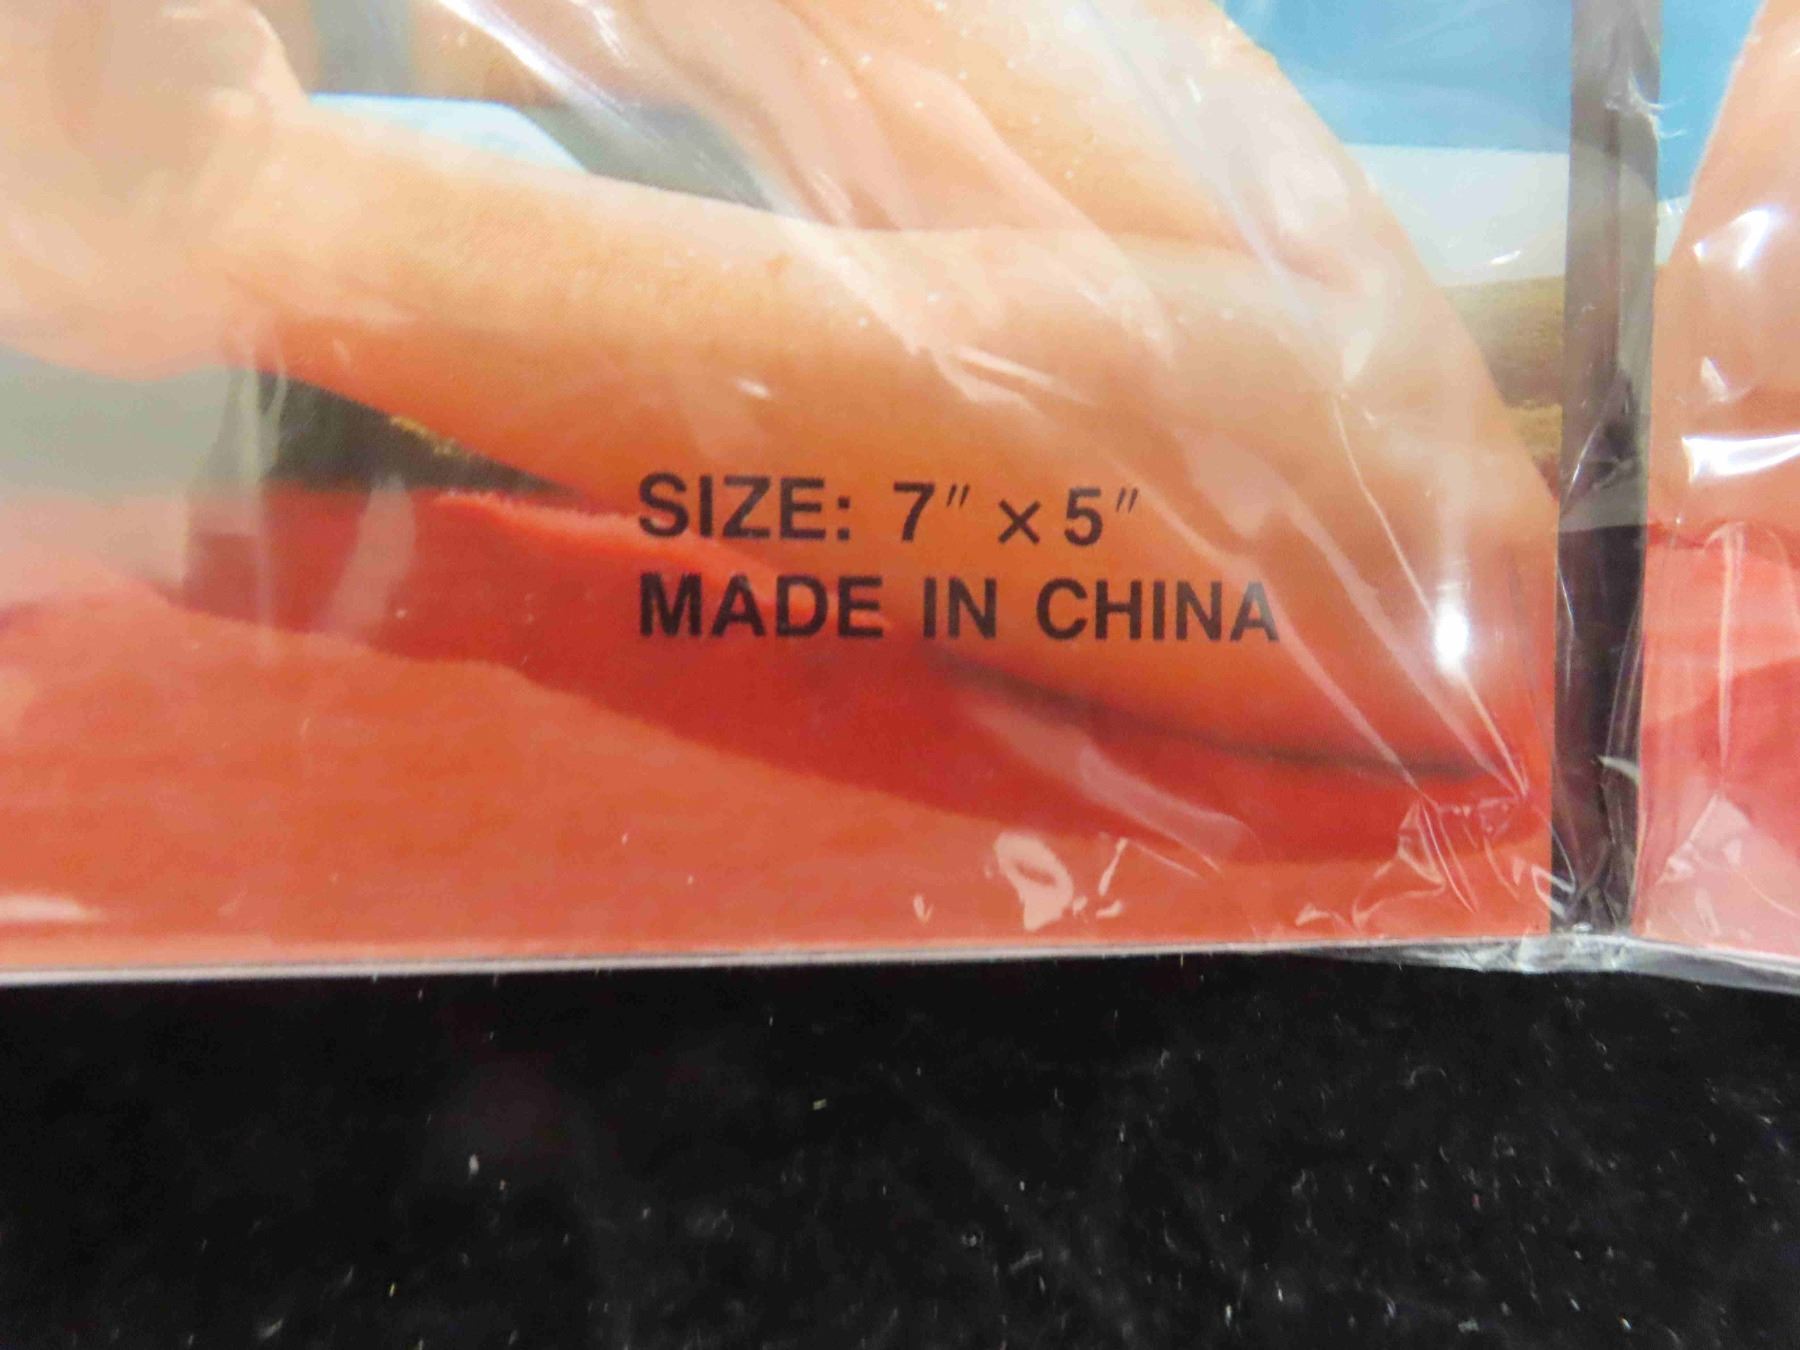 SIZE: 7″ × 5″
MADE IN CHINA